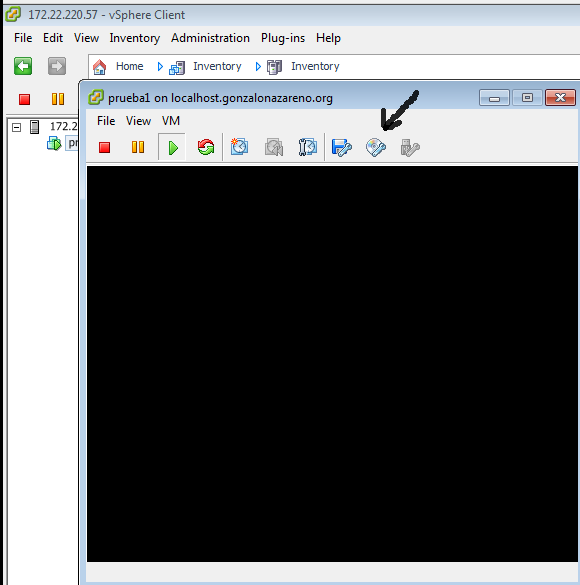 172.22.220.57 - vSphere Client
File Edit View Inventory Administration Plug-ins Help
Home Inventory Inventory
prueba1 on localhost.gonzalonazareno.org
File View VM
172.2
pr